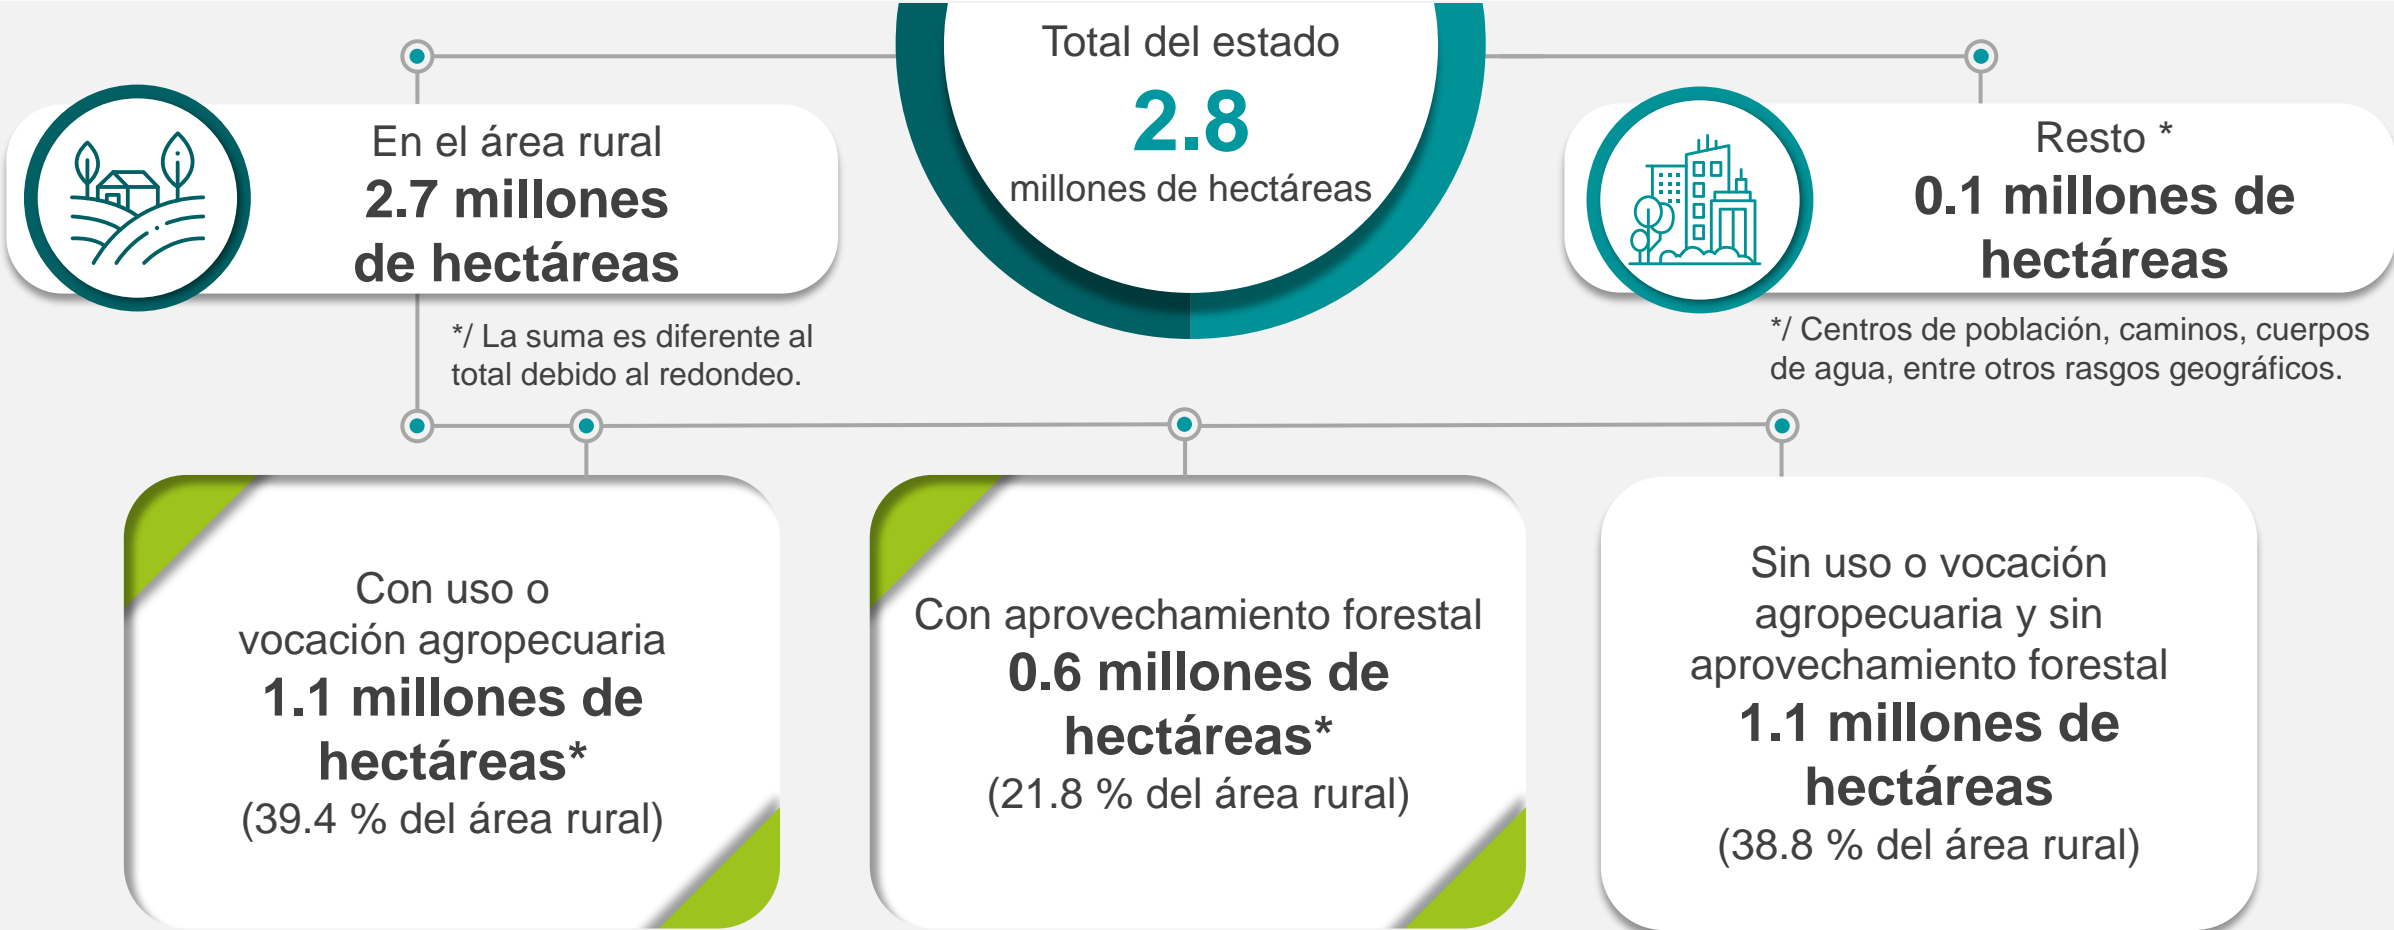 Total del estado
2.8
millones de hectáreas
En el área rural
2.7 millones
de hectáreas
*/ La suma es diferente al
total debido al redondeo.
Resto *
0.1 millones de
hectáreas
*/ Centros de población, caminos, cuerpos
de agua, entre otros rasgos geográficos.
Con uso o
vocación agropecuaria
1.1 millones de
hectáreas*
(39.4 % del área rural)
Con aprovechamiento forestal
0.6 millones de
hectáreas*
(21.8 % del área rural)
Sin uso o vocación
agropecuaria y sin
aprovechamiento forestal
1.1 millones de
hectáreas
(38.8 % del área rural)